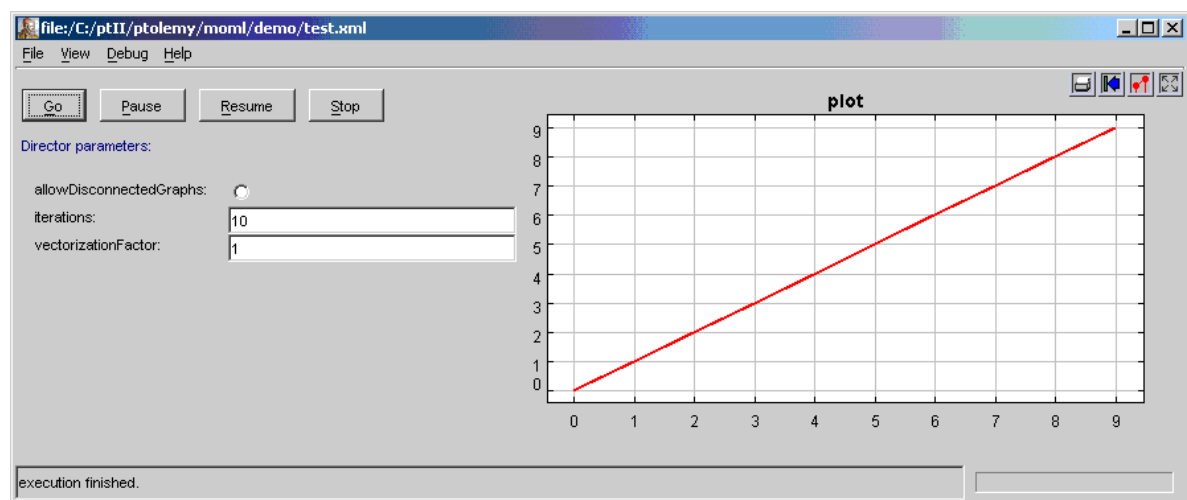 file:/C:/ptII/ptolemy/moml/demo/test.xml
File View Debug Help
Go Pause Resume Stop
Director parameters:
allowDisconnectedGraphs:
iterations: 10
vectorizationFactor: 1
plot
9
8
7
6
5
4
3
2
1
0
0 1 2 3 4 5 6 7 8 9
execution finished.